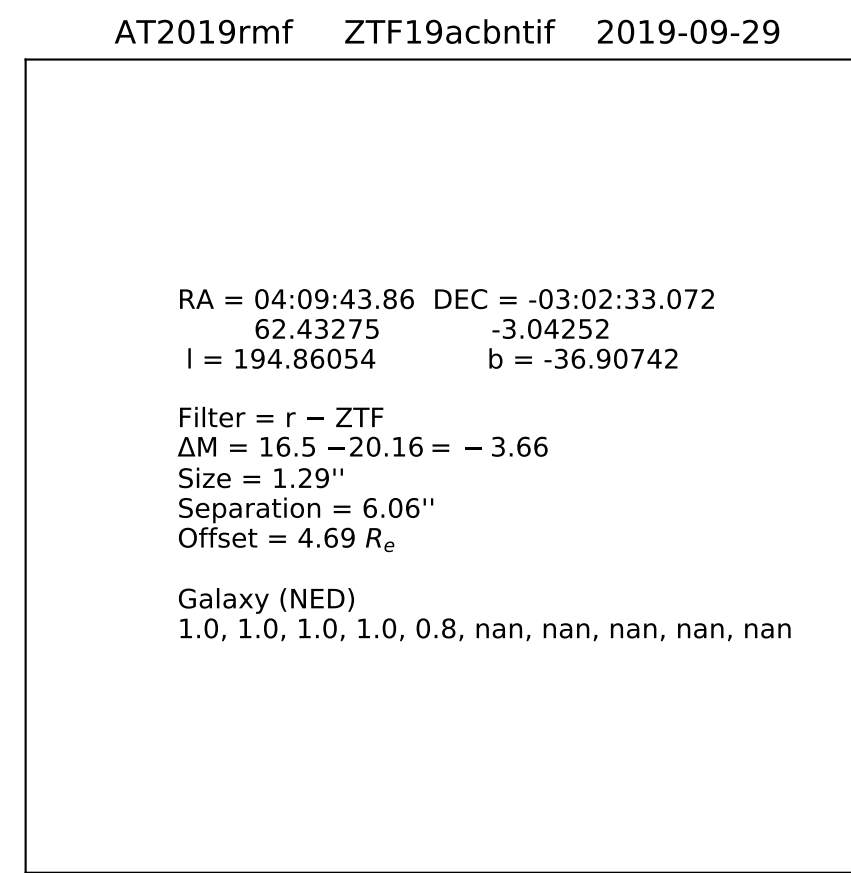 AT2019rmf ZTF19acbntif 2019-09-29
RA = 04:09:43.86 DEC = -03:02:33.072
62.43275 -3.04252
l = 194.86054 b = -36.90742
Filter = r − ZTF
ΔM = 16.5 −20.16 = − 3.66
Size = 1.29''
Separation = 6.06''
Offset = 4.69 Re
Galaxy (NED)
1.0, 1.0, 1.0, 1.0, 0.8, nan, nan, nan, nan, nan